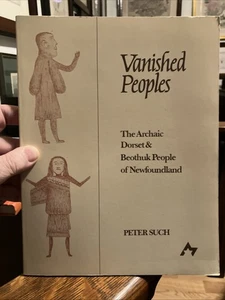 Vanished
Peoples
The Archaic
Dorset &
Beothuk People
of Newfoundland
PETER SUCH